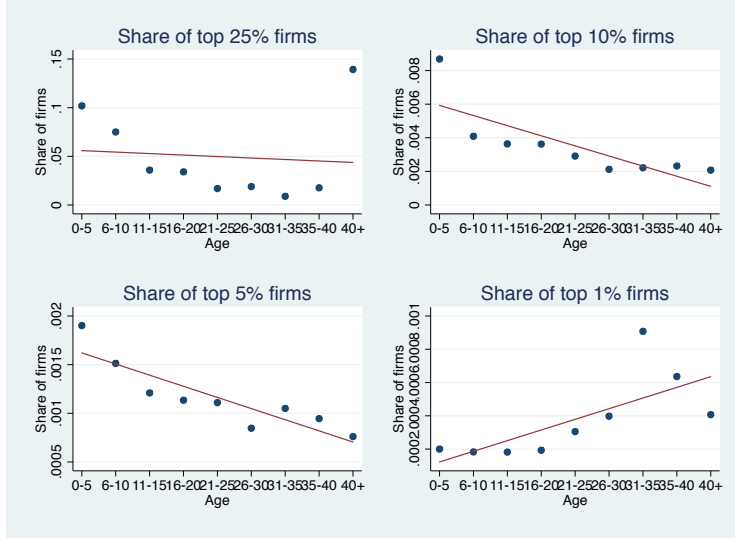 Share of top 25% firms
Share of firms
.15
.1
.05
0
0-5 6-10 11-15 16-20 21-25 26-30 31-35 35-40 40+
Age
Share of top 10% firms
Share of firms
.008
.006
.004
.002
0
0-5 6-10 11-15 16-20 21-25 26-30 31-35 35-40 40+
Age
Share of top 5% firms
Share of firms
.002
.0015
.001
.0005
0-5 6-10 11-15 16-20 21-25 26-30 31-35 35-40 40+
Age
Share of top 1% firms
Share of firms
.001
.0008
.0006
.0004
.0002
0-5 6-10 11-15 16-20 21-25 26-30 31-35 35-40 40+
Age